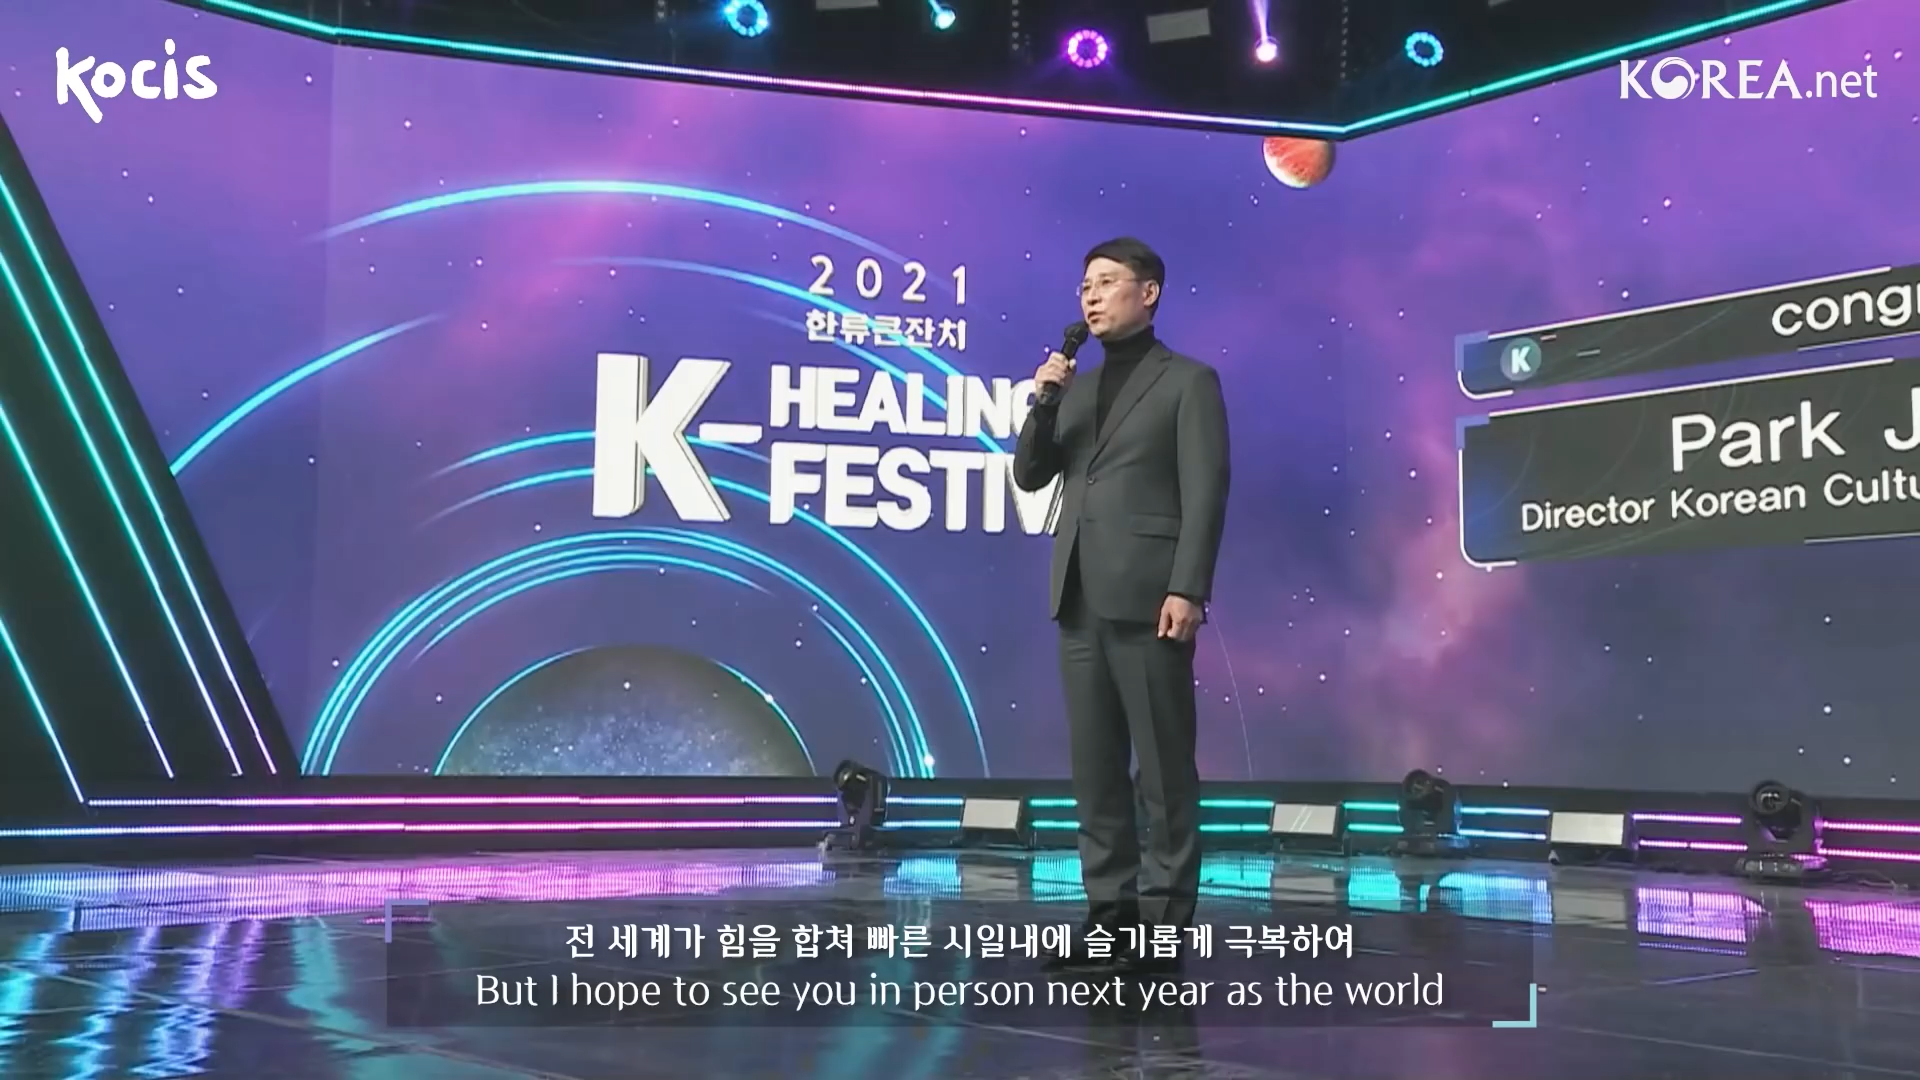 Kocis
KOREA.net
2021
한류큰잔치
K-HEALING
FESTIV
cong
K
Park J
Director Korean Cultu
전 세계가 힘을 합쳐 빠른 시일내에 슬기롭게 극복하여
But I hope to see you in person next year as the world